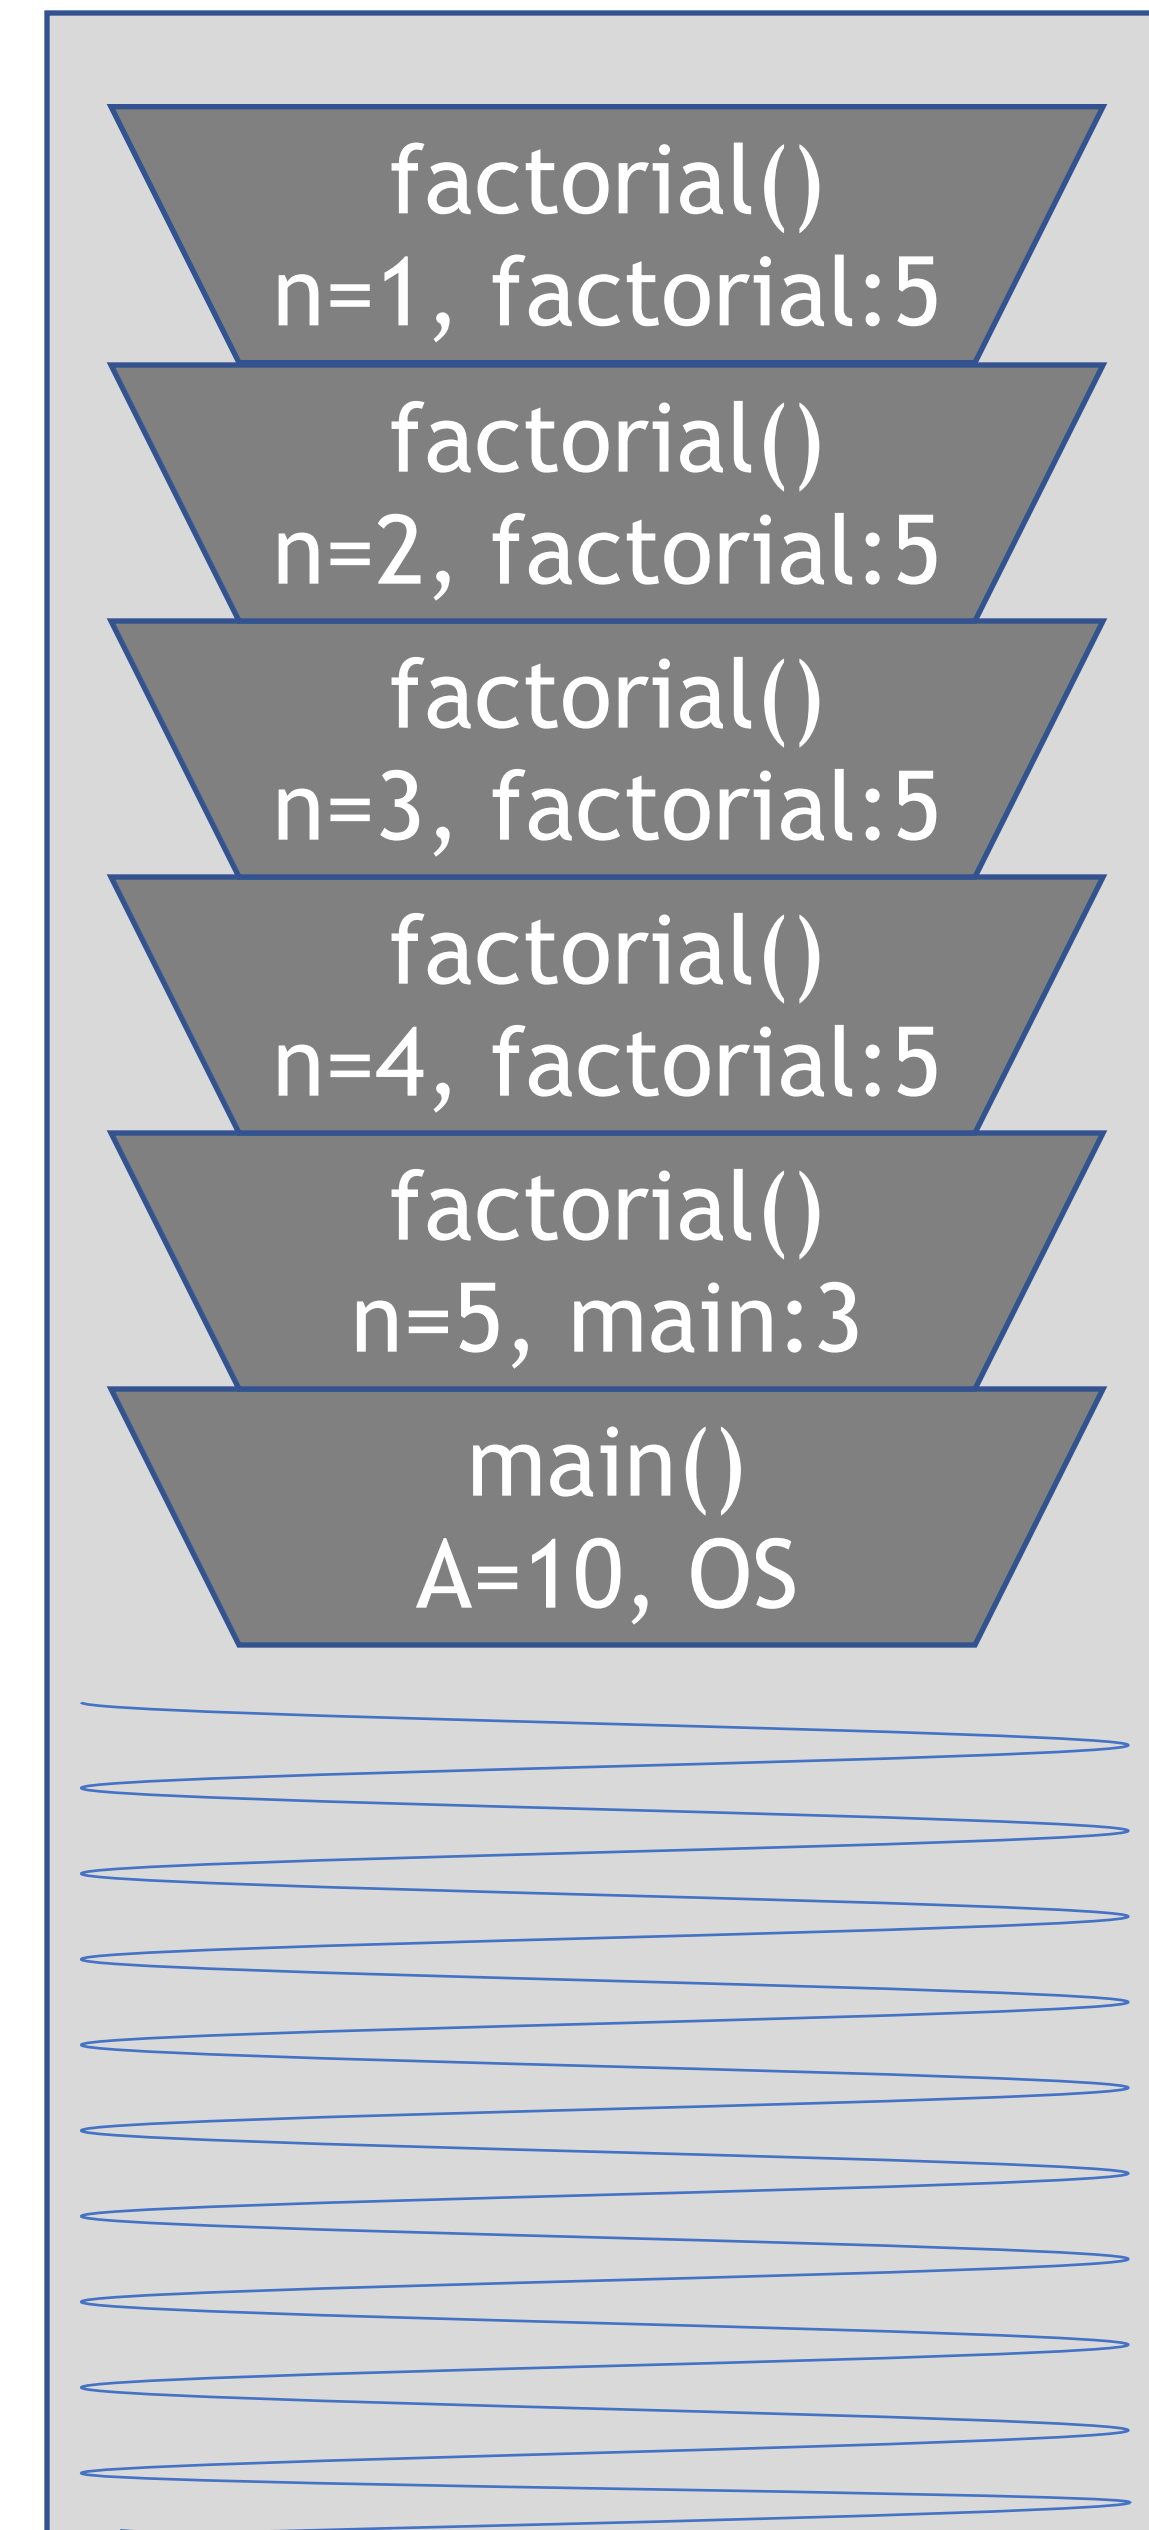 factorial()
n=1, factorial:5
factorial()
n=2, factorial:5
factorial()
n=3, factorial:5
factorial()
n=4, factorial:5
factorial()
n=5, main:3
main()
A=10, OS